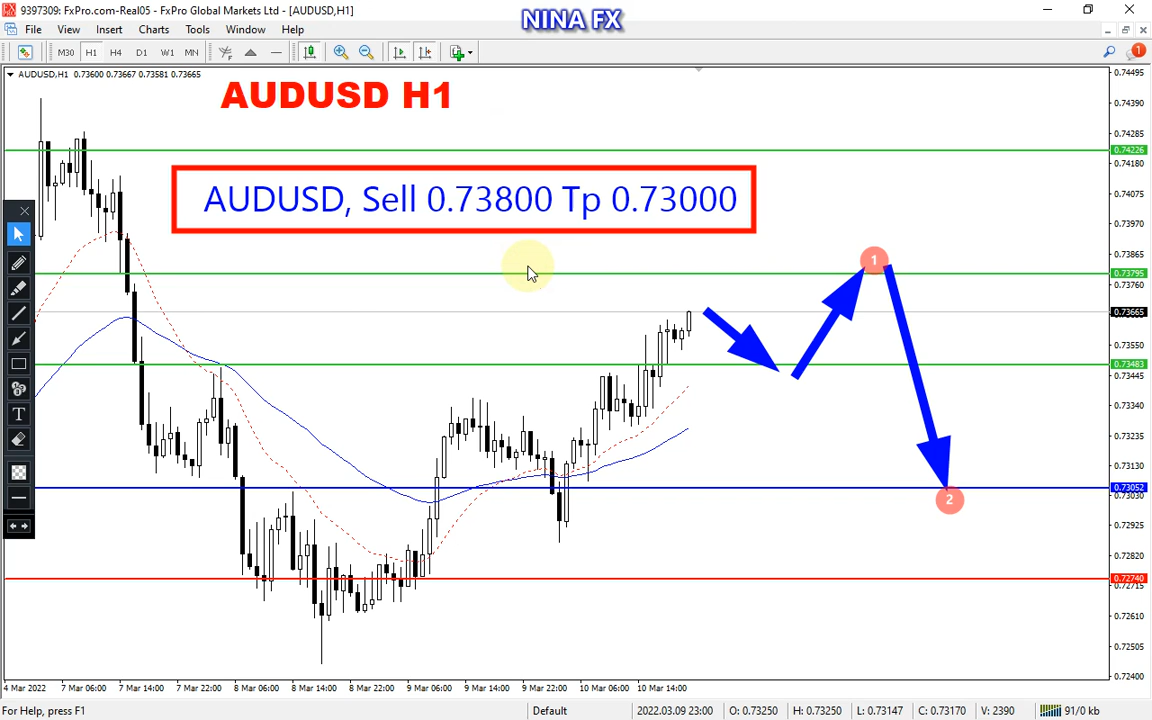 9397309: FxPro.com-Real05 - FxPro Global Markets Ltd - [AUDUSD,H1]
NINA FX
File View Insert Charts Tools Window Help
M30 H1 H4 D1 W1 MN
1
AUDUSD,H1 0.73600 0.73667 0.73581 0.73665
AUDUSD H1
AUDUSD, Sell 0.73800 Tp 0.73000
1
2
T
0.74495
0.74390
0.74285
0.74226
0.74180
0.74075
0.73970
0.73865
0.73795
0.73760
0.73665
0.73550
0.73483
0.73445
0.73340
0.73235
0.73130
0.73052
0.73030
0.72925
0.72820
0.72740
0.72715
0.72610
0.72505
0.72400
4 Mar 2022 7 Mar 06:00 7 Mar 14:00 7 Mar 22:00 8 Mar 06:00 8 Mar 14:00 8 Mar 22:00 9 Mar 06:00 9 Mar 14:00 9 Mar 22:00 10 Mar 06:00 10 Mar 14:00
For Help, press F1 Default 2022.03.09 23:00 O: 0.73250 H: 0.73250 L: 0.73147 C: 0.73170 V: 2390 91/0 kb